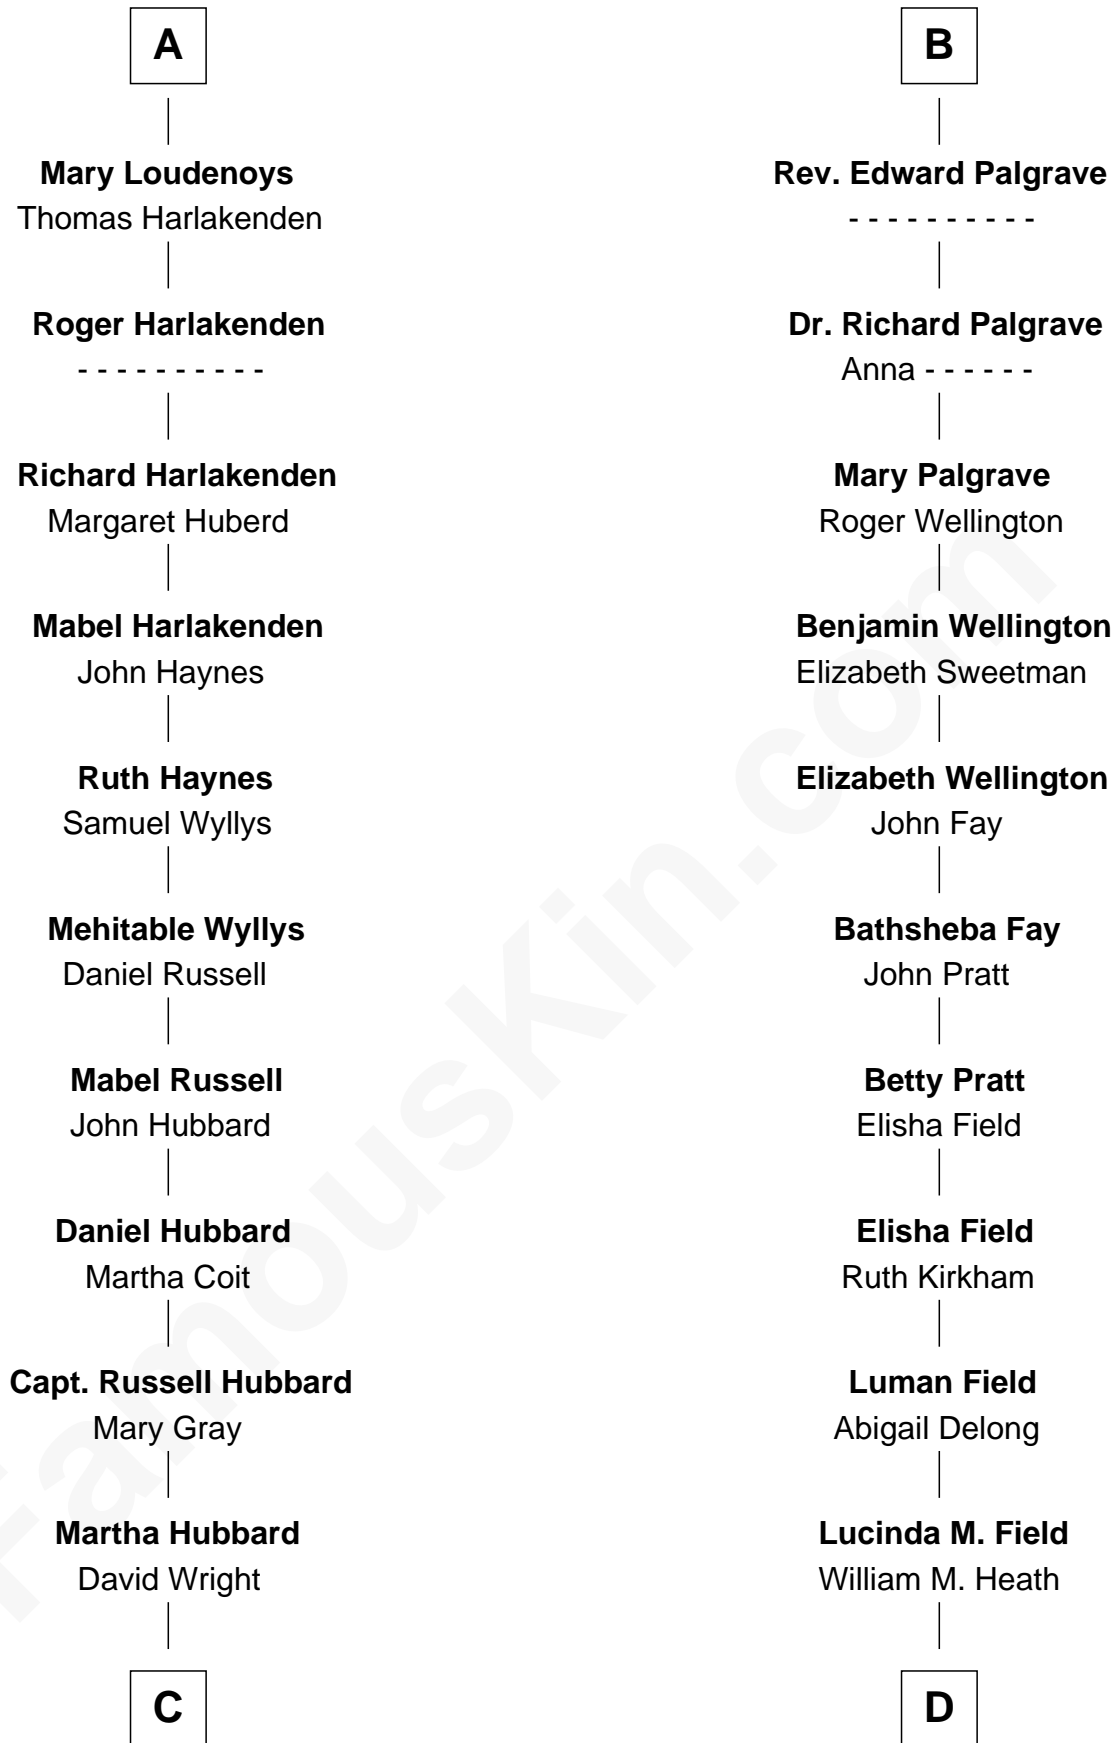 A
Mary Loudenoys
Thomas Harlakenden
Roger Harlakenden
- - - - - - - - - -
Richard Harlakenden
Margaret Huberd
Mabel Harlakenden
John Haynes
Ruth Haynes
Samuel Wyllys
Mehitable Wyllys
Daniel Russell
Mabel Russell
John Hubbard
Daniel Hubbard
Martha Coit
Capt. Russell Hubbard
Mary Gray
Martha Hubbard
David Wright
C
B
Rev. Edward Palgrave
- - - - - - - - - -
Dr. Richard Palgrave
Anna - - - - - -
Mary Palgrave
Roger Wellington
Benjamin Wellington
Elizabeth Sweetman
Elizabeth Wellington
John Fay
Bathsheba Fay
John Pratt
Betty Pratt
Elisha Field
Elisha Field
Ruth Kirkham
Luman Field
Abigail Delong
Lucinda M. Field
William M. Heath
D
FamousKin.com